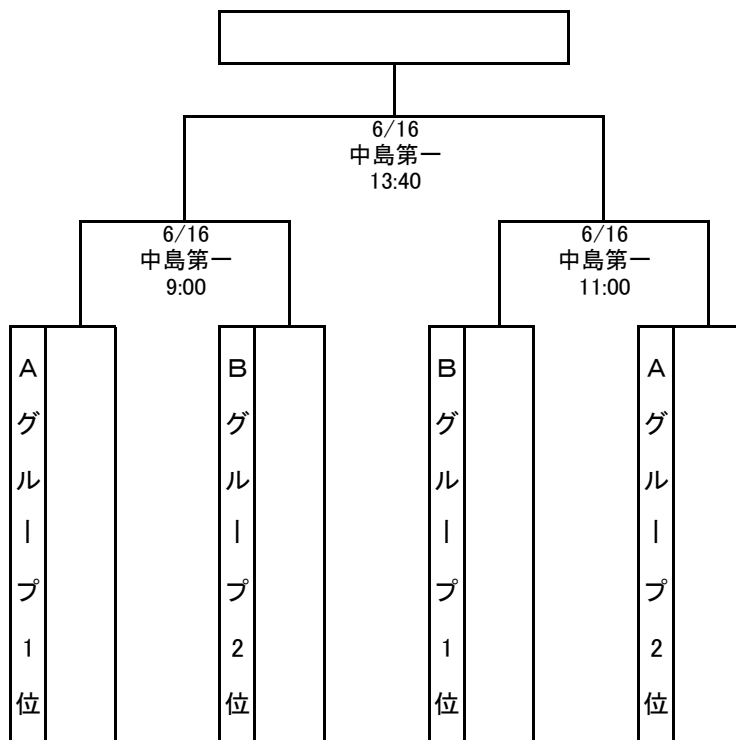 6/16
中島第一
13:40
6/16
中島第一
9:00
6/16
中島第一
11:00
Aグループ1位
Bグループ2位
Bグループ1位
Aグループ2位